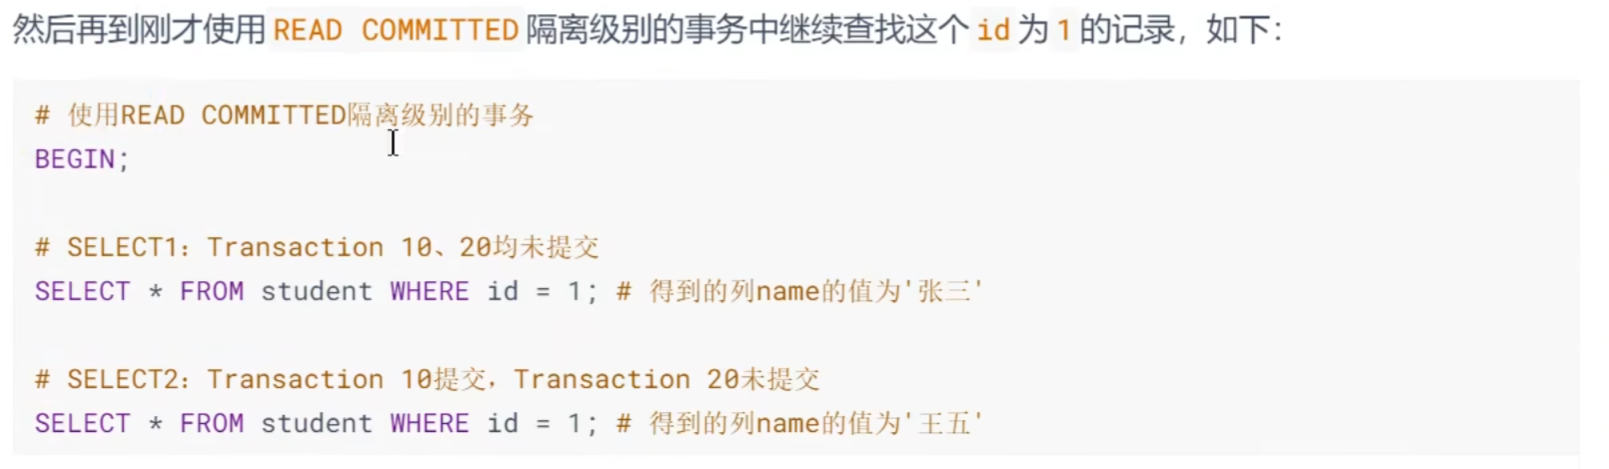 然后再到刚才使用 READ COMMITTED 隔离级别的事务中继续查找这个 id 为 1 的记录，如下：
# 使用READ COMMITTED隔离级别的事务
BEGIN;
# SELECT1：Transaction 10、20均未提交
SELECT * FROM student WHERE id = 1; # 得到的列name的值为'张三'
# SELECT2：Transaction 10提交，Transaction 20未提交
SELECT * FROM student WHERE id = 1; # 得到的列name的值为'王五'